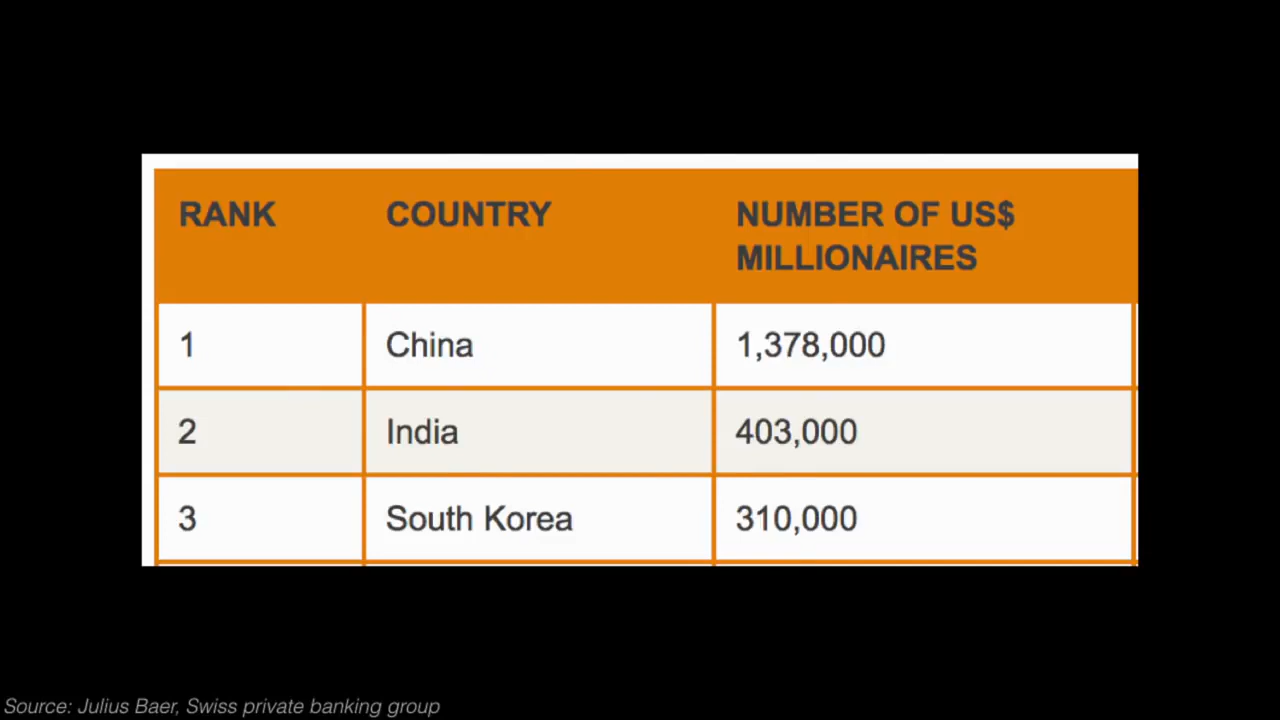 RANK COUNTRY NUMBER OF US$
MILLIONAIRES
1 China 1,378,000
2 India 403,000
3 South Korea 310,000
Source: Julius Baer, Swiss private banking group